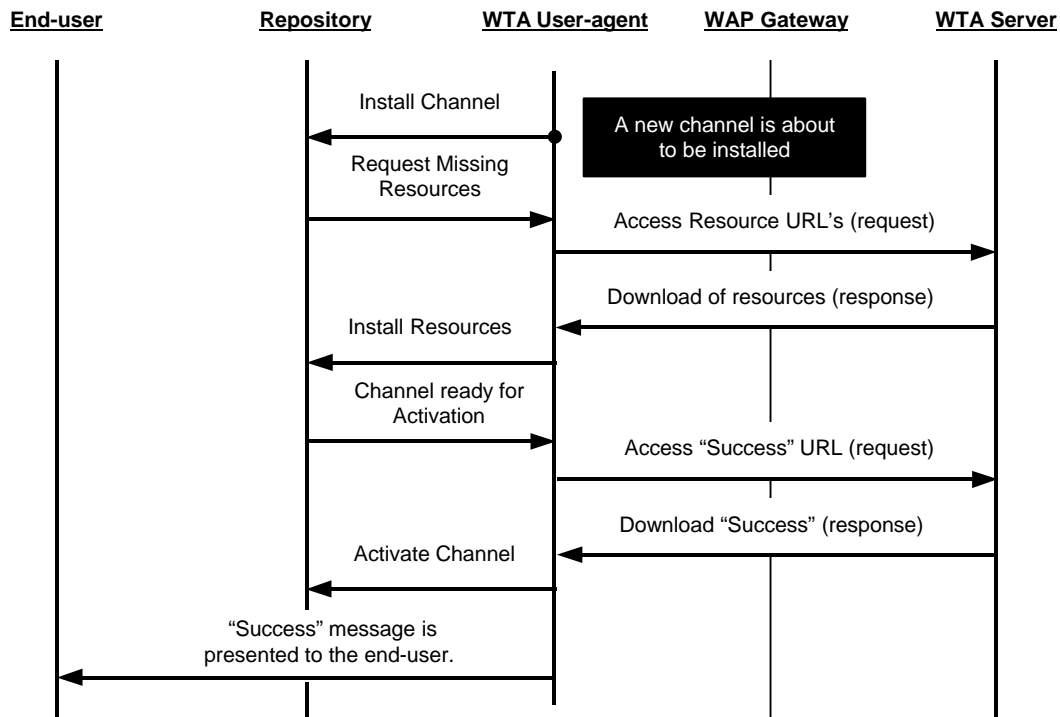 End-user
Repository
WTA User-agent
WAP Gateway
WTA Server
Install Channel
A new channel is about
to be installed
Request Missing
Resources
Access Resource URL's (request)
Download of resources (response)
Install Resources
Channel ready for
Activation
Access “Success” URL (request)
Download “Success” (response)
Activate Channel
“Success” message is
presented to the end-user.